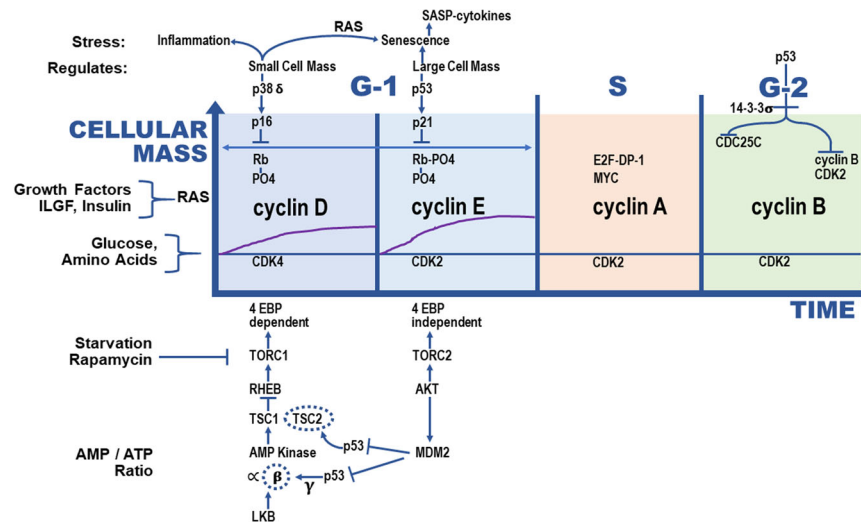 SASP-cytokines
RAS
Stress:
Inflammation
Senescence
Regulates:
Small Cell Mass
Large Cell Mass
p53
G-1
S
G-2
p38 δ
p53
14-3-3σ
p16
p21
CELLULAR
MASS
CDC25C
Rb
PO4
Rb-PO4
PO4
E2F-DP-1
MYC
cyclin B
CDK2
Growth Factors
ILGF, Insulin
RAS
cyclin D
cyclin E
cyclin A
cyclin B
Glucose,
Amino Acids
CDK4
CDK2
CDK2
CDK2
TIME
4 EBP
dependent
4 EBP
independent
Starvation
Rapamycin
TORC1
TORC2
RHEB
AKT
TSC1
TSC2
p53
MDM2
AMP / ATP
Ratio
AMP Kinase
∝
β
γ
p53
LKB